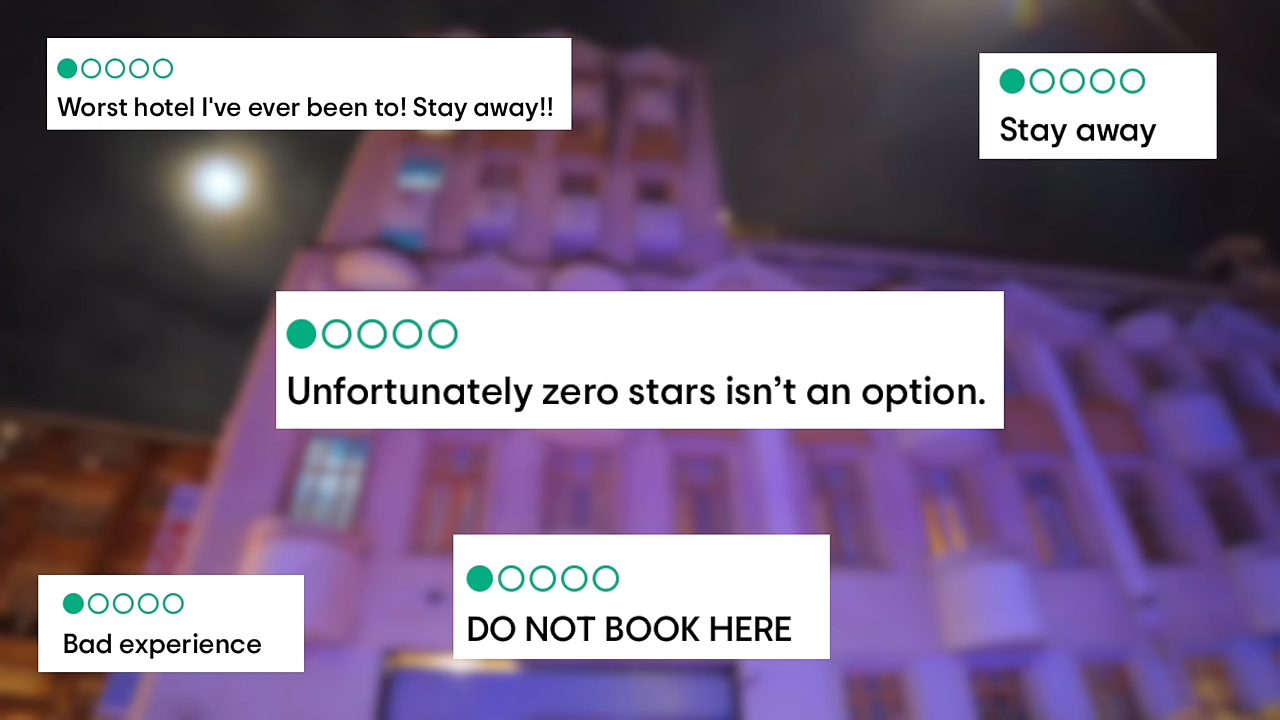 Worst hotel I've ever been to! Stay away!!
Stay away
Unfortunately zero stars isn’t an option.
DO NOT BOOK HERE
Bad experience